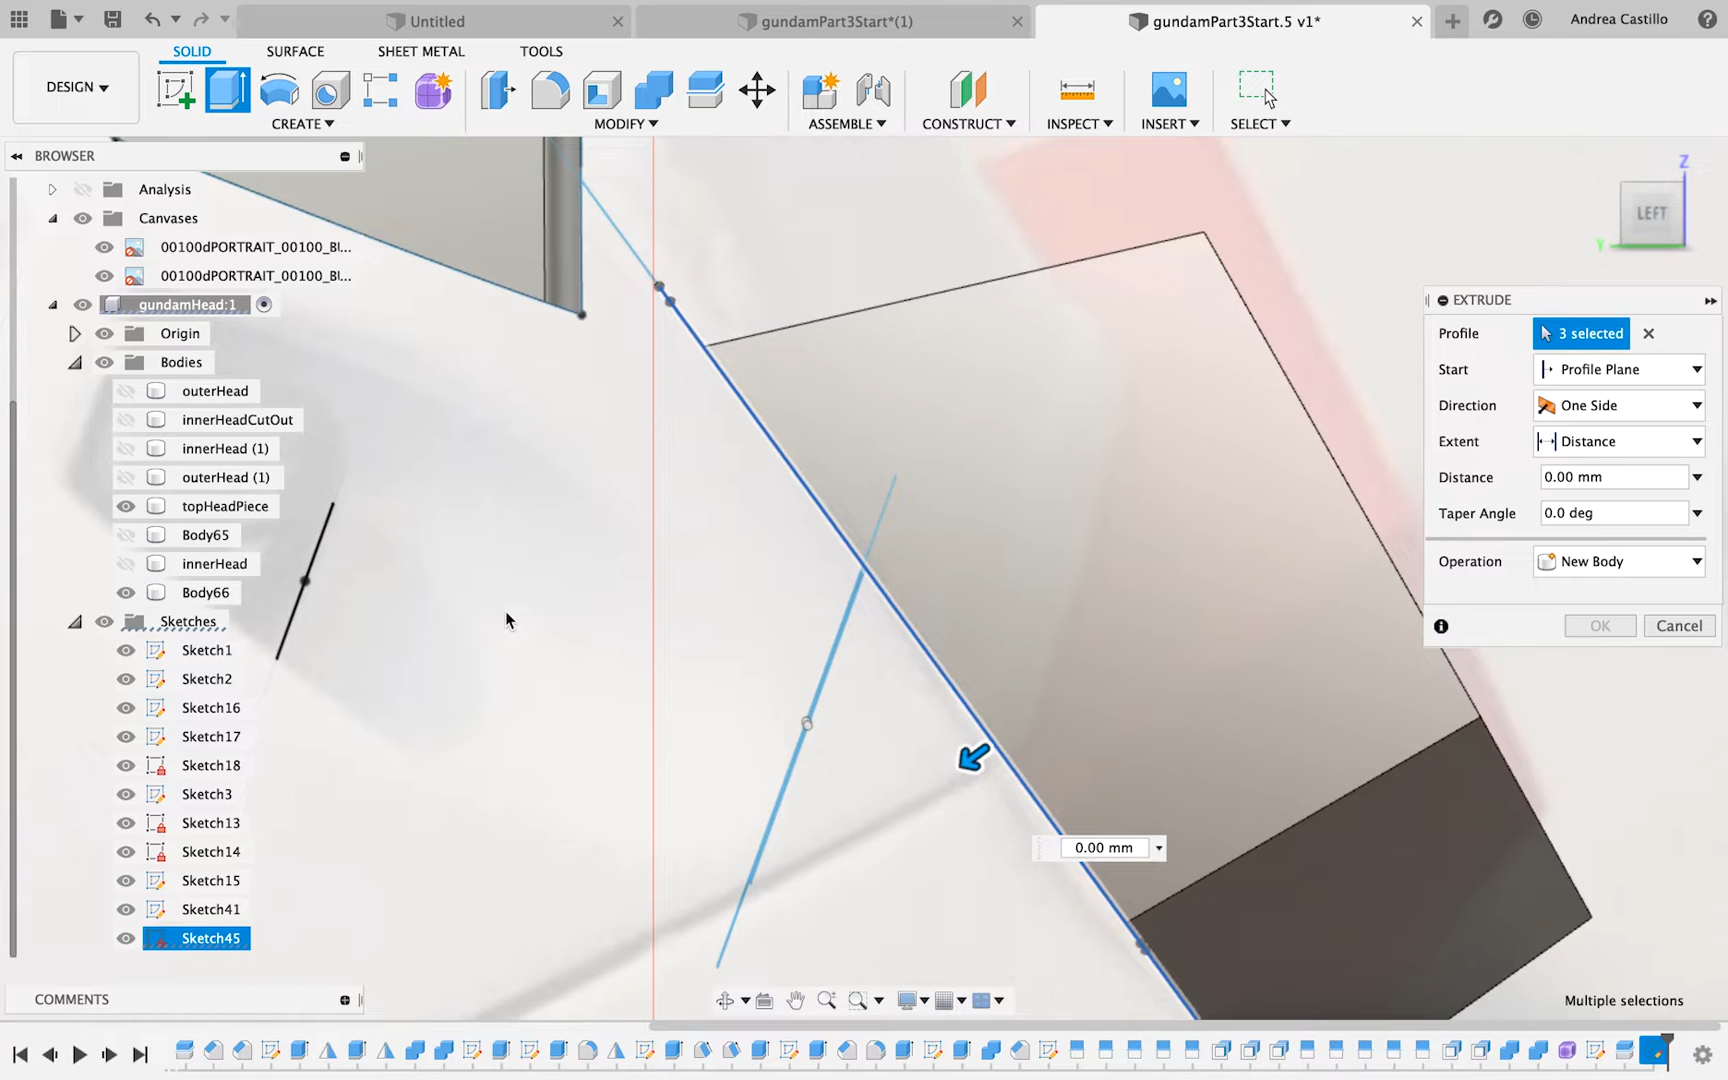 Untitled
gundamPart3Start*(1)
gundamPart3Start.5 v1*
Andrea Castillo
SOLID
SURFACE
SHEET METAL
TOOLS
DESIGN
CREATE
MODIFY
ASSEMBLE
CONSTRUCT
INSPECT
INSERT
SELECT
BROWSER
Analysis
Canvases
00100dPORTRAIT_00100_Bl...
00100dPORTRAIT_00100_Bl...
gundamHead:1
Origin
Bodies
outerHead
innerHeadCutOut
innerHead (1)
outerHead (1)
topHeadPiece
Body65
innerHead
Body66
Sketches
Sketch1
Sketch2
Sketch16
Sketch17
Sketch18
Sketch3
Sketch13
Sketch14
Sketch15
Sketch41
Sketch45
COMMENTS
0.00 mm
Z
LEFT
Y
EXTRUDE
Profile
3 selected
Start
Profile Plane
Direction
One Side
Extent
Distance
Distance
0.00 mm
Taper Angle
0.0 deg
Operation
New Body
OK
Cancel
Multiple selections